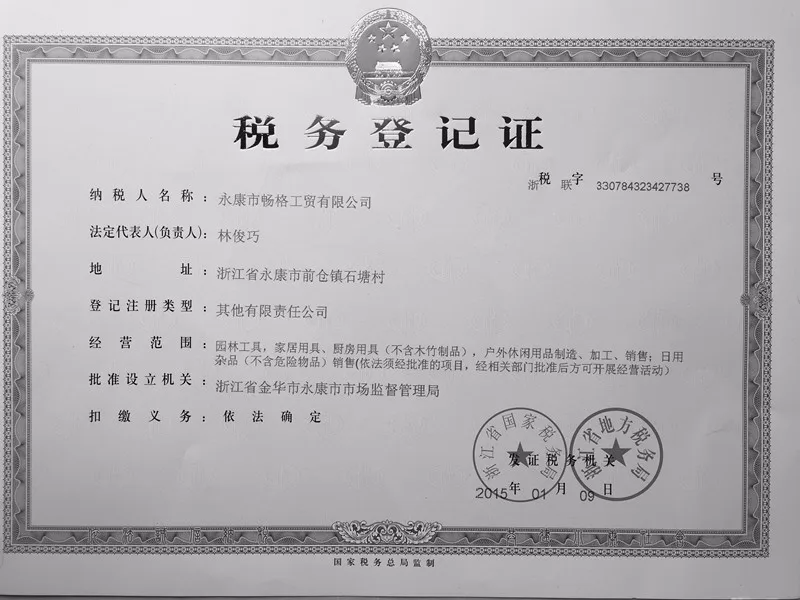 税务登记证
浙税联字 330784323427738 号
纳税人名称: 永康市畅格工贸有限公司
法定代表人(负责人): 林俊巧
地址: 浙江省永康市前仓镇石塘村
登记注册类型: 其他有限责任公司
经营范围: 园林工具,家居用具、厨房用具(不含木竹制品),户外休闲用品制造、加工、销售;日用
杂品(不含危险物品)销售(依法须经批准的项目,经相关部门批准后方可开展经营活动)
批准设立机关: 浙江省金华市永康市市场监督管理局
扣缴义务: 依法确定
浙江省国家税务局
浙江省地方税务局
发证税务机关
2015年 01月 09日
国家税务总局监制